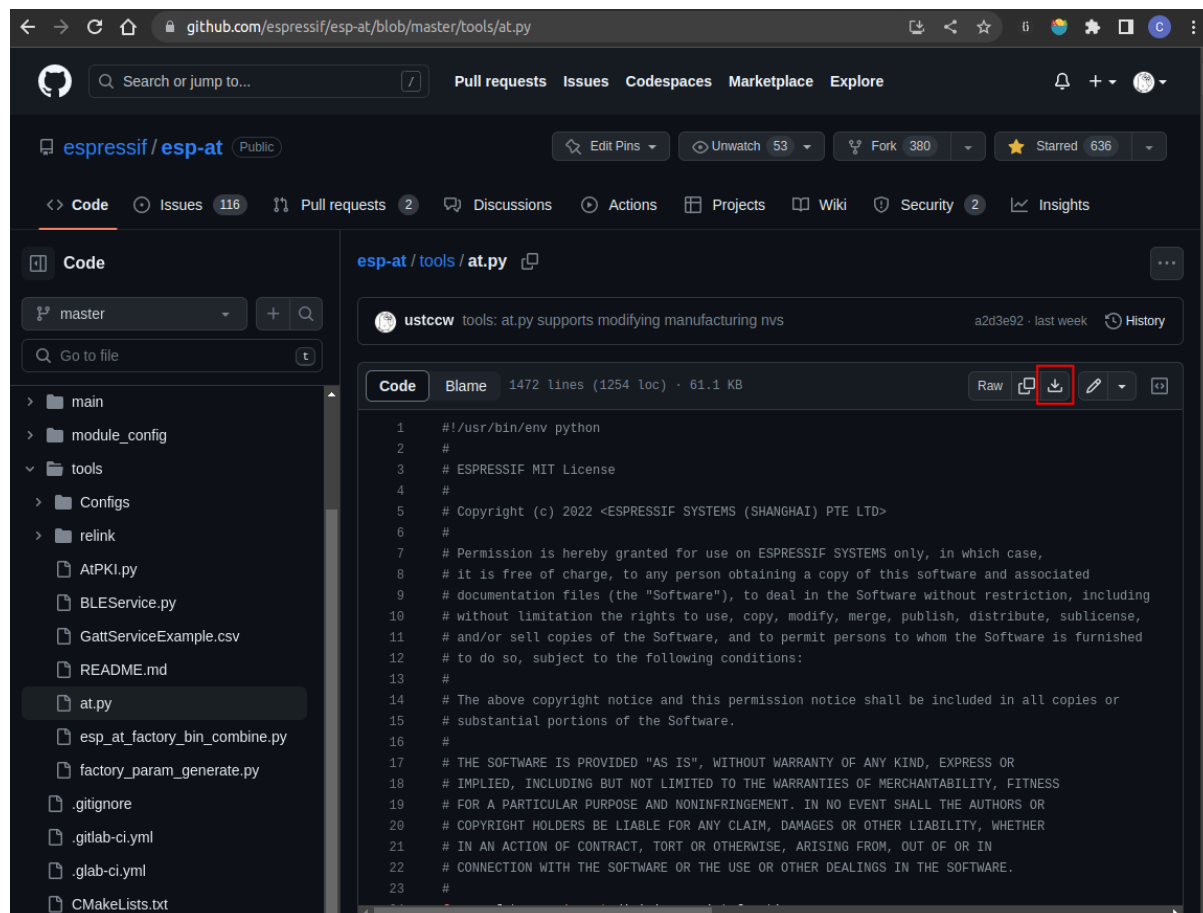 github.com/espressif/esp-at/blob/master/tools/at.py
C
Search or jump to...
/
Pull requests Issues Codespaces Marketplace Explore
espressif / esp-at Public
Edit Pins
Unwatch 53
Fork 380
Starred 636
Code
Issues 116
Pull requests 2
Discussions
Actions
Projects
Wiki
Security 2
Insights
Code
master
Go to file
t
main
module_config
tools
Configs
relink
AtPKI.py
BLEService.py
GattServiceExample.csv
README.md
at.py
esp_at_factory_bin_combine.py
factory_param_generate.py
.gitignore
.gitlab-ci.yml
.glab-ci.yml
CMakeLists.txt
esp-at / tools / at.py
ustccw tools: at.py supports modifying manufacturing nvs
a2d3e92 · last week
History
Code Blame 1472 lines (1254 loc) · 61.1 KB
Raw
1 #!/usr/bin/env python
2 #
3 # ESPRESSIF MIT License
4 #
5 # Copyright (c) 2022 <ESPRESSIF SYSTEMS (SHANGHAI) PTE LTD>
6 #
7 # Permission is hereby granted for use on ESPRESSIF SYSTEMS only, in which case,
8 # it is free of charge, to any person obtaining a copy of this software and associated
9 # documentation files (the "Software"), to deal in the Software without restriction, including
10 # without limitation the rights to use, copy, modify, merge, publish, distribute, sublicense,
11 # and/or sell copies of the Software, and to permit persons to whom the Software is furnished
12 # to do so, subject to the following conditions:
13 #
14 # The above copyright notice and this permission notice shall be included in all copies or
15 # substantial portions of the Software.
16 #
17 # THE SOFTWARE IS PROVIDED "AS IS", WITHOUT WARRANTY OF ANY KIND, EXPRESS OR
18 # IMPLIED, INCLUDING BUT NOT LIMITED TO THE WARRANTIES OF MERCHANTABILITY, FITNESS
19 # FOR A PARTICULAR PURPOSE AND NONINFRINGEMENT. IN NO EVENT SHALL THE AUTHORS OR
20 # COPYRIGHT HOLDERS BE LIABLE FOR ANY CLAIM, DAMAGES OR OTHER LIABILITY, WHETHER
21 # IN AN ACTION OF CONTRACT, TORT OR OTHERWISE, ARISING FROM, OUT OF OR IN
22 # CONNECTION WITH THE SOFTWARE OR THE USE OR OTHER DEALINGS IN THE SOFTWARE.
23 #